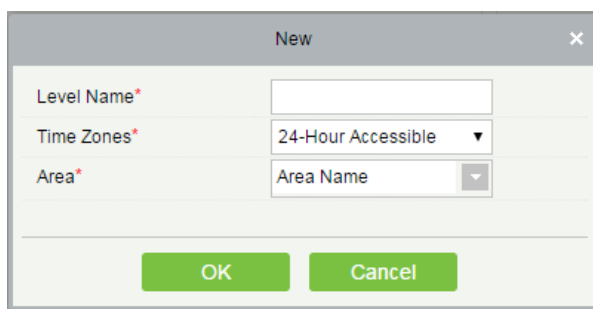 New ×
Level Name*
Time Zones* 24-Hour Accessible ▼
Area* Area Name
OK Cancel